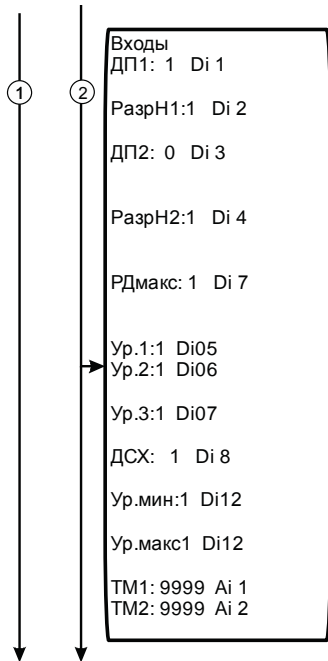 1
2
Входы
ДП1: 1 Di 1
РазрН1:1 Di 2
ДП2: 0 Di 3
РазрН2:1 Di 4
РДмакс: 1 Di 7
Ур.1:1 Di05
Ур.2:1 Di06
Ур.3:1 Di07
ДСХ: 1 Di 8
Ур.мин:1 Di12
Ур.макс1 Di12
ТМ1: 9999 Ai 1
ТМ2: 9999 Ai 2